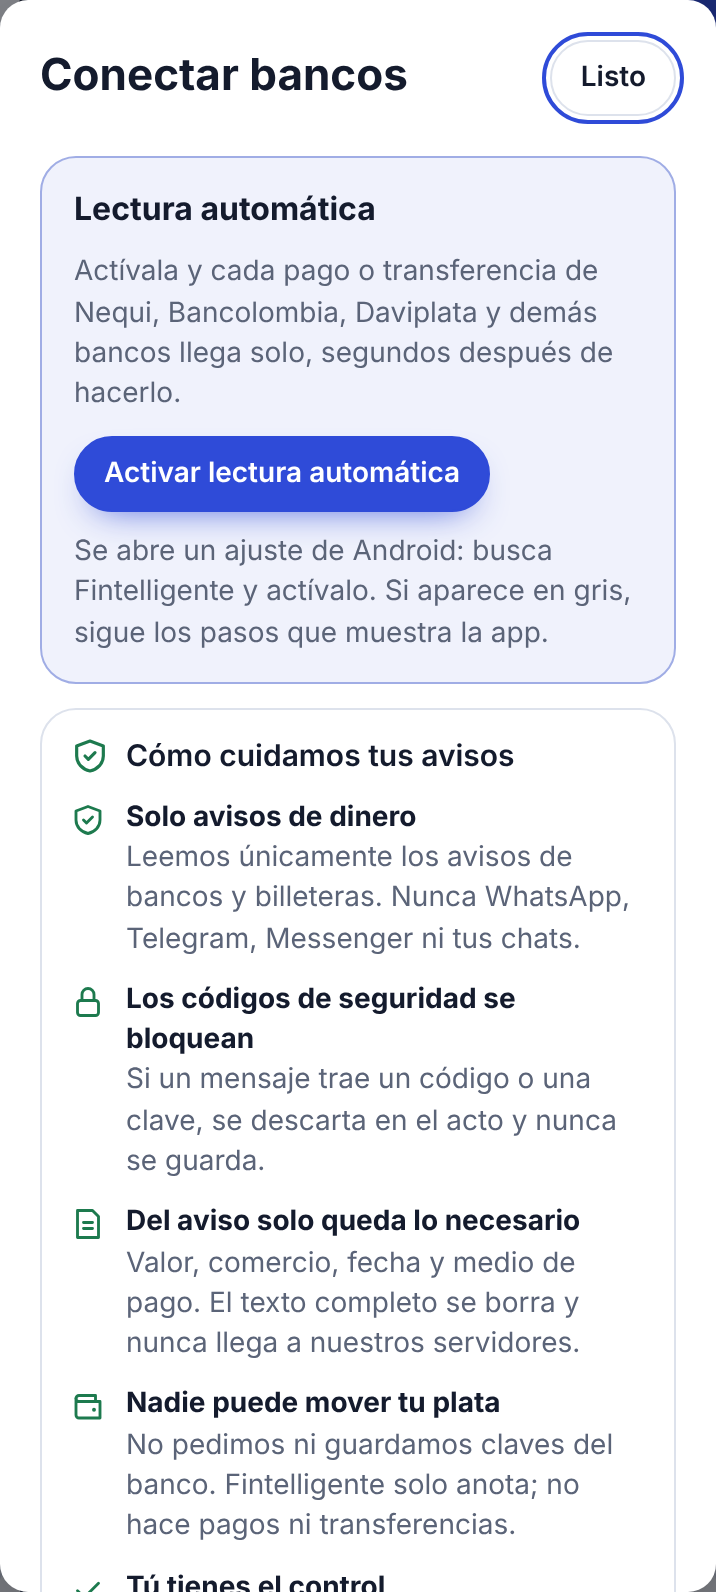 Conectar bancos
Listo
Lectura automática
Actívala y cada pago o transferencia de
Nequi, Bancolombia, Daviplata y demás
bancos llega solo, segundos después de
hacerlo.
Activar lectura automática
Se abre un ajuste de Android: busca
Fintelligente y actívalo. Si aparece en gris,
sigue los pasos que muestra la app.
Cómo cuidamos tus avisos
Solo avisos de dinero
Leemos únicamente los avisos de
bancos y billeteras. Nunca WhatsApp,
Telegram, Messenger ni tus chats.
Los códigos de seguridad se
bloquean
Si un mensaje trae un código o una
clave, se descarta en el acto y nunca
se guarda.
Del aviso solo queda lo necesario
Valor, comercio, fecha y medio de
pago. El texto completo se borra y
nunca llega a nuestros servidores.
Nadie puede mover tu plata
No pedimos ni guardamos claves del
banco. Fintelligente solo anota; no
hace pagos ni transferencias.
Tú tienes el control